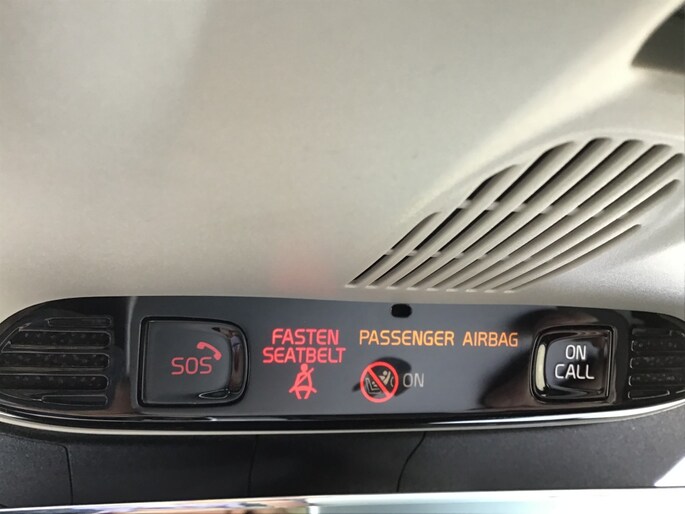 SOS
FASTEN
SEATBELT
PASSENGER AIRBAG
ON
ON
CALL